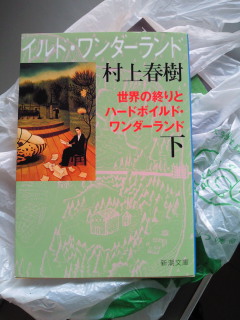 イルド・ワンダーランド
村上春樹
世界の終りと
ハードボイルド・
ワンダーランド
下
新潮文庫